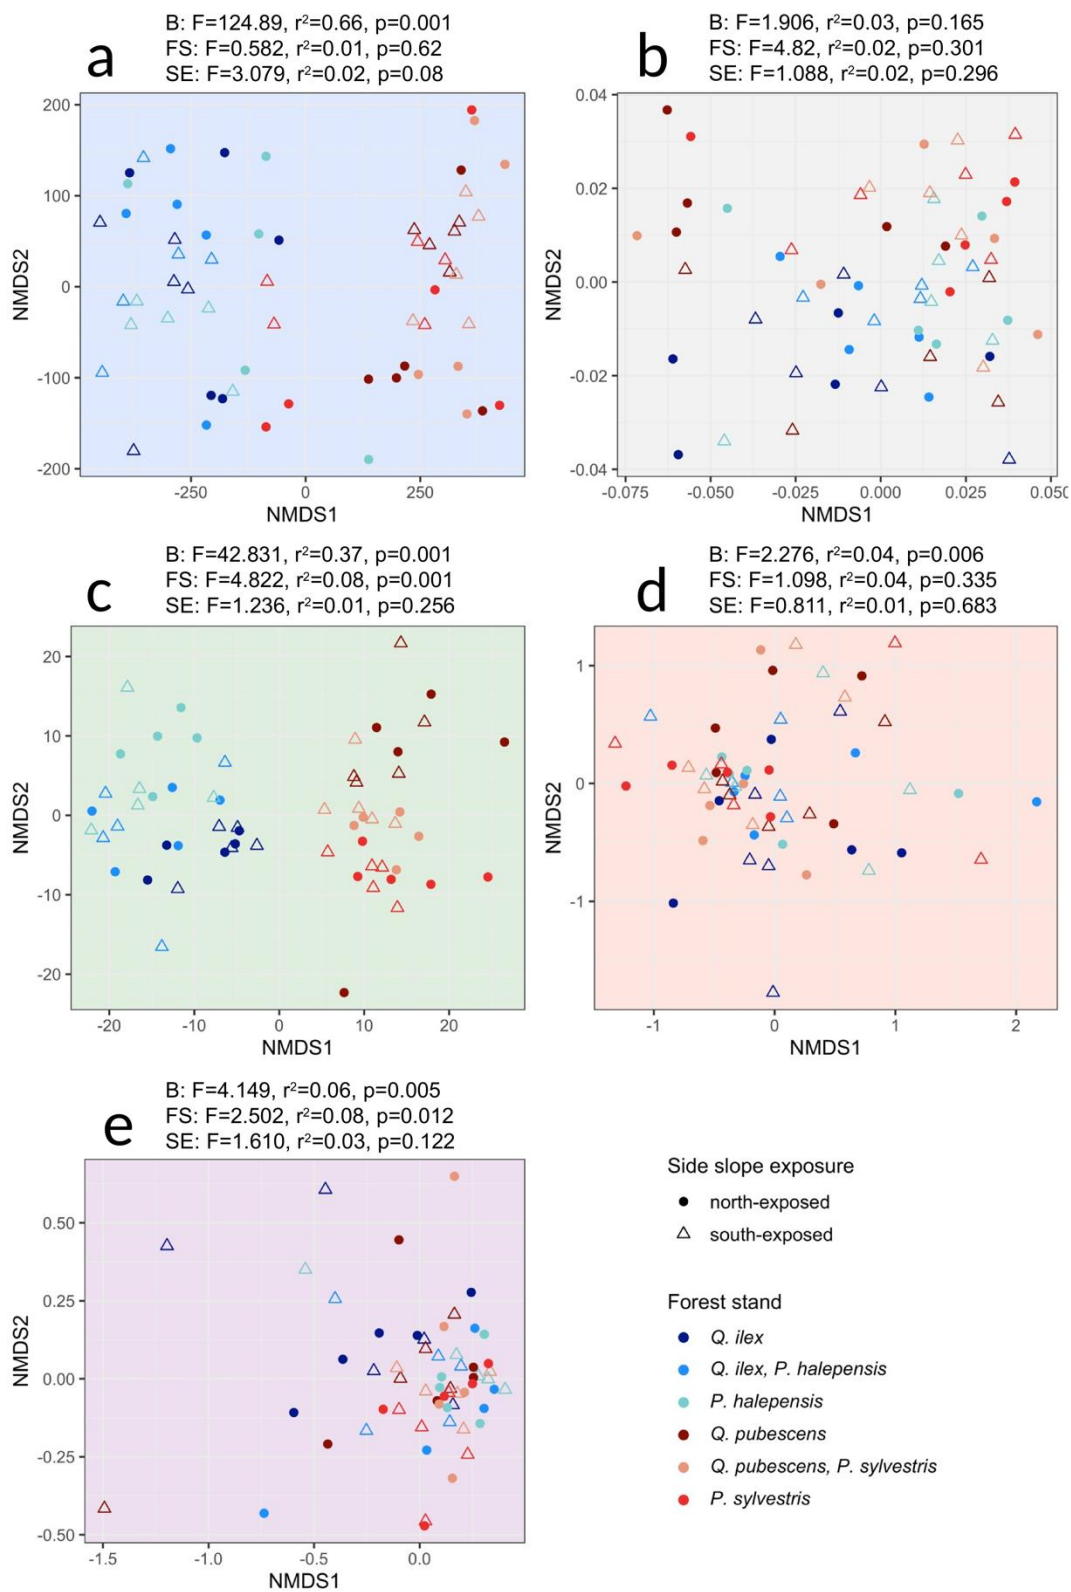 B: F=124.89, r²=0.66, p=0.001
FS: F=0.582, r²=0.01, p=0.62
SE: F=3.079, r²=0.02, p=0.08
a
200
100
0
-100
-200
NMDS2
-250
0
250
NMDS1
B: F=1.906, r²=0.03, p=0.165
FS: F=4.82, r²=0.02, p=0.301
SE: F=1.088, r²=0.02, p=0.296
b
0.04
0.02
0.00
-0.02
-0.04
NMDS2
-0.075
-0.050
-0.025
0.000
0.025
0.050
NMDS1
B: F=42.831, r²=0.37, p=0.001
FS: F=4.822, r²=0.08, p=0.001
SE: F=1.236, r²=0.01, p=0.256
c
20
10
0
-10
-20
NMDS2
-20
-10
0
10
20
NMDS1
B: F=2.276, r²=0.04, p=0.006
FS: F=1.098, r²=0.04, p=0.335
SE: F=0.811, r²=0.01, p=0.683
d
1
0
-1
NMDS2
-1
0
1
2
NMDS1
B: F=4.149, r²=0.06, p=0.005
FS: F=2.502, r²=0.08, p=0.012
SE: F=1.610, r²=0.03, p=0.122
e
0.50
0.25
0.00
-0.25
-0.50
NMDS2
-1.5
-1.0
-0.5
0.0
NMDS1
Side slope exposure
north-exposed
south-exposed
Forest stand
Q. ilex
Q. ilex, P. halepensis
P. halepensis
Q. pubescens
Q. pubescens, P. sylvestris
P. sylvestris